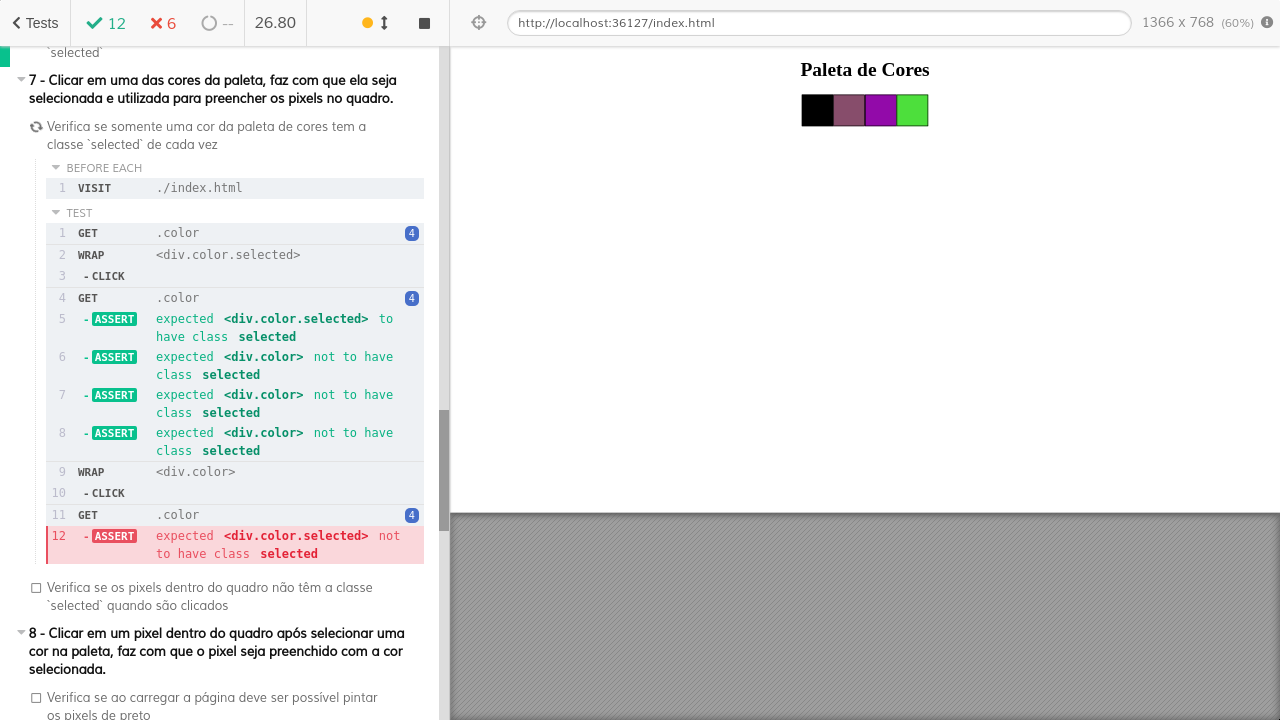 Tests
12
6
--
26.80
http://localhost:36127/index.html
1366 x 768 (60%)
`selected`
7 - Clicar em uma das cores da paleta, faz com que ela seja
selecionada e utilizada para preencher os pixels no quadro.
Verifica se somente uma cor da paleta de cores tem a
classe `selected` de cada vez
BEFORE EACH
1 VISIT ./index.html
TEST
1 GET .color 4
2 WRAP <div.color.selected>
3 -CLICK
4 GET .color 4
5 -ASSERT expected <div.color.selected> to
have class selected
6 -ASSERT expected <div.color> not to have
class selected
7 -ASSERT expected <div.color> not to have
class selected
8 -ASSERT expected <div.color> not to have
class selected
9 WRAP <div.color>
10 -CLICK
11 GET .color 4
12 -ASSERT expected <div.color.selected> not
to have class selected
Verifica se os pixels dentro do quadro não têm a classe
`selected` quando são clicados
8 - Clicar em um pixel dentro do quadro após selecionar uma
cor na paleta, faz com que o pixel seja preenchido com a cor
selecionada.
Verifica se ao carregar a página deve ser possível pintar
os pixels de preto
Paleta de Cores